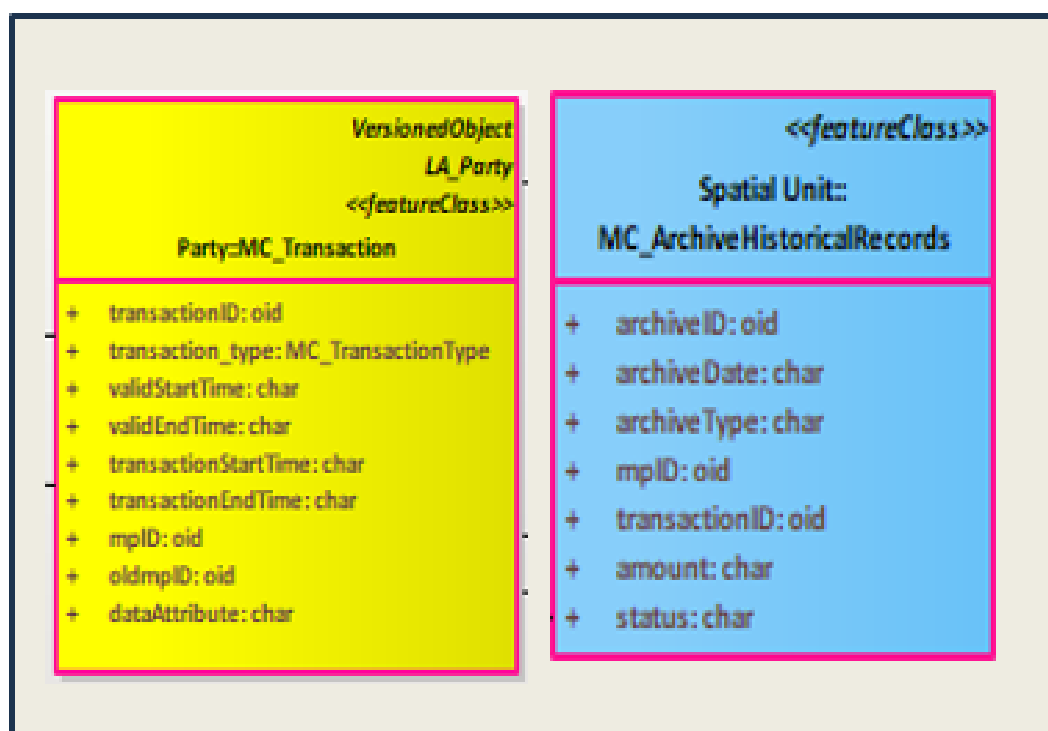 VersionedObject
LA_Party
<<featureClass>>
Party::MC_Transaction
+ transactionID: oid
+ transaction_type: MC_TransactionType
+ validStartTime: char
+ validEndTime: char
+ transactionStartTime: char
+ transactionEndTime: char
+ mpID: oid
+ oldmpID: oid
+ dataAttribute: char
<<featureClass>>
Spatial Unit::
MC_ArchiveHistoricalRecords
+ archiveID: oid
+ archiveDate: char
+ archiveType: char
+ mpID: oid
+ transactionID: oid
+ amount: char
+ status: char